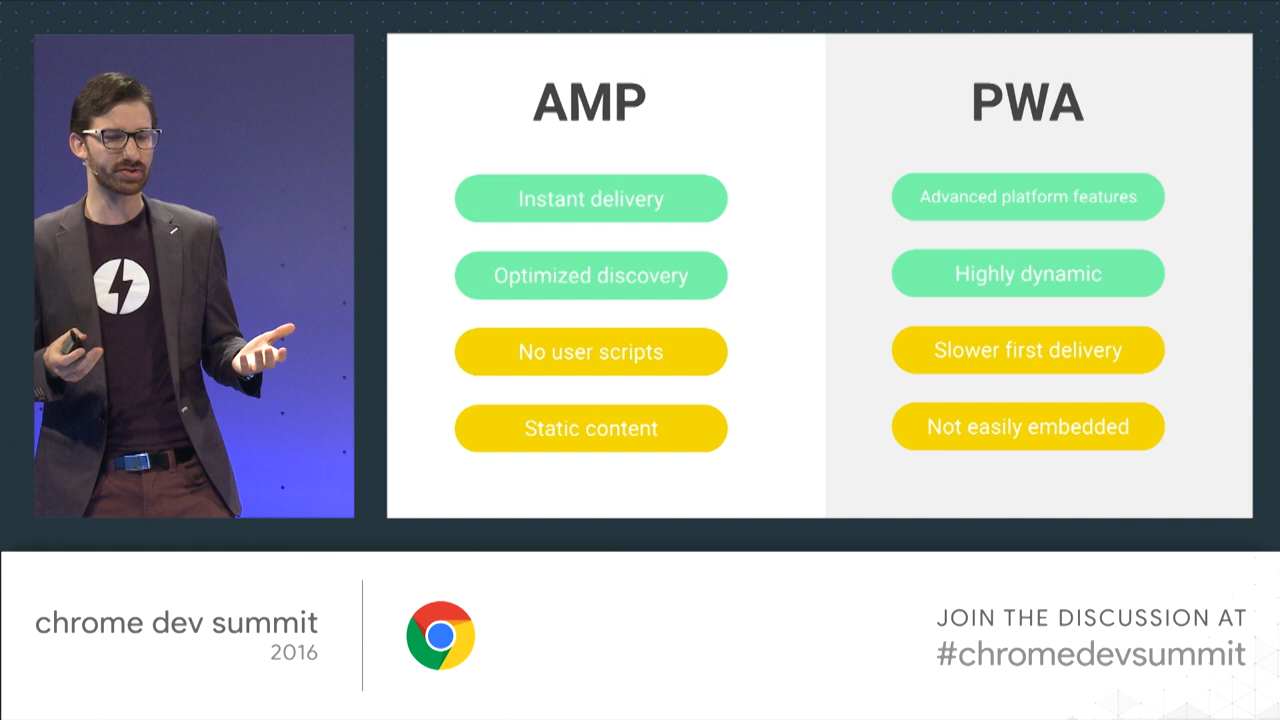 AMP
Instant delivery
Optimized discovery
No user scripts
Static content
PWA
Advanced platform features
Highly dynamic
Slower first delivery
Not easily embedded
chrome dev summit
2016
JOIN THE DISCUSSION AT
#chromedevsummit